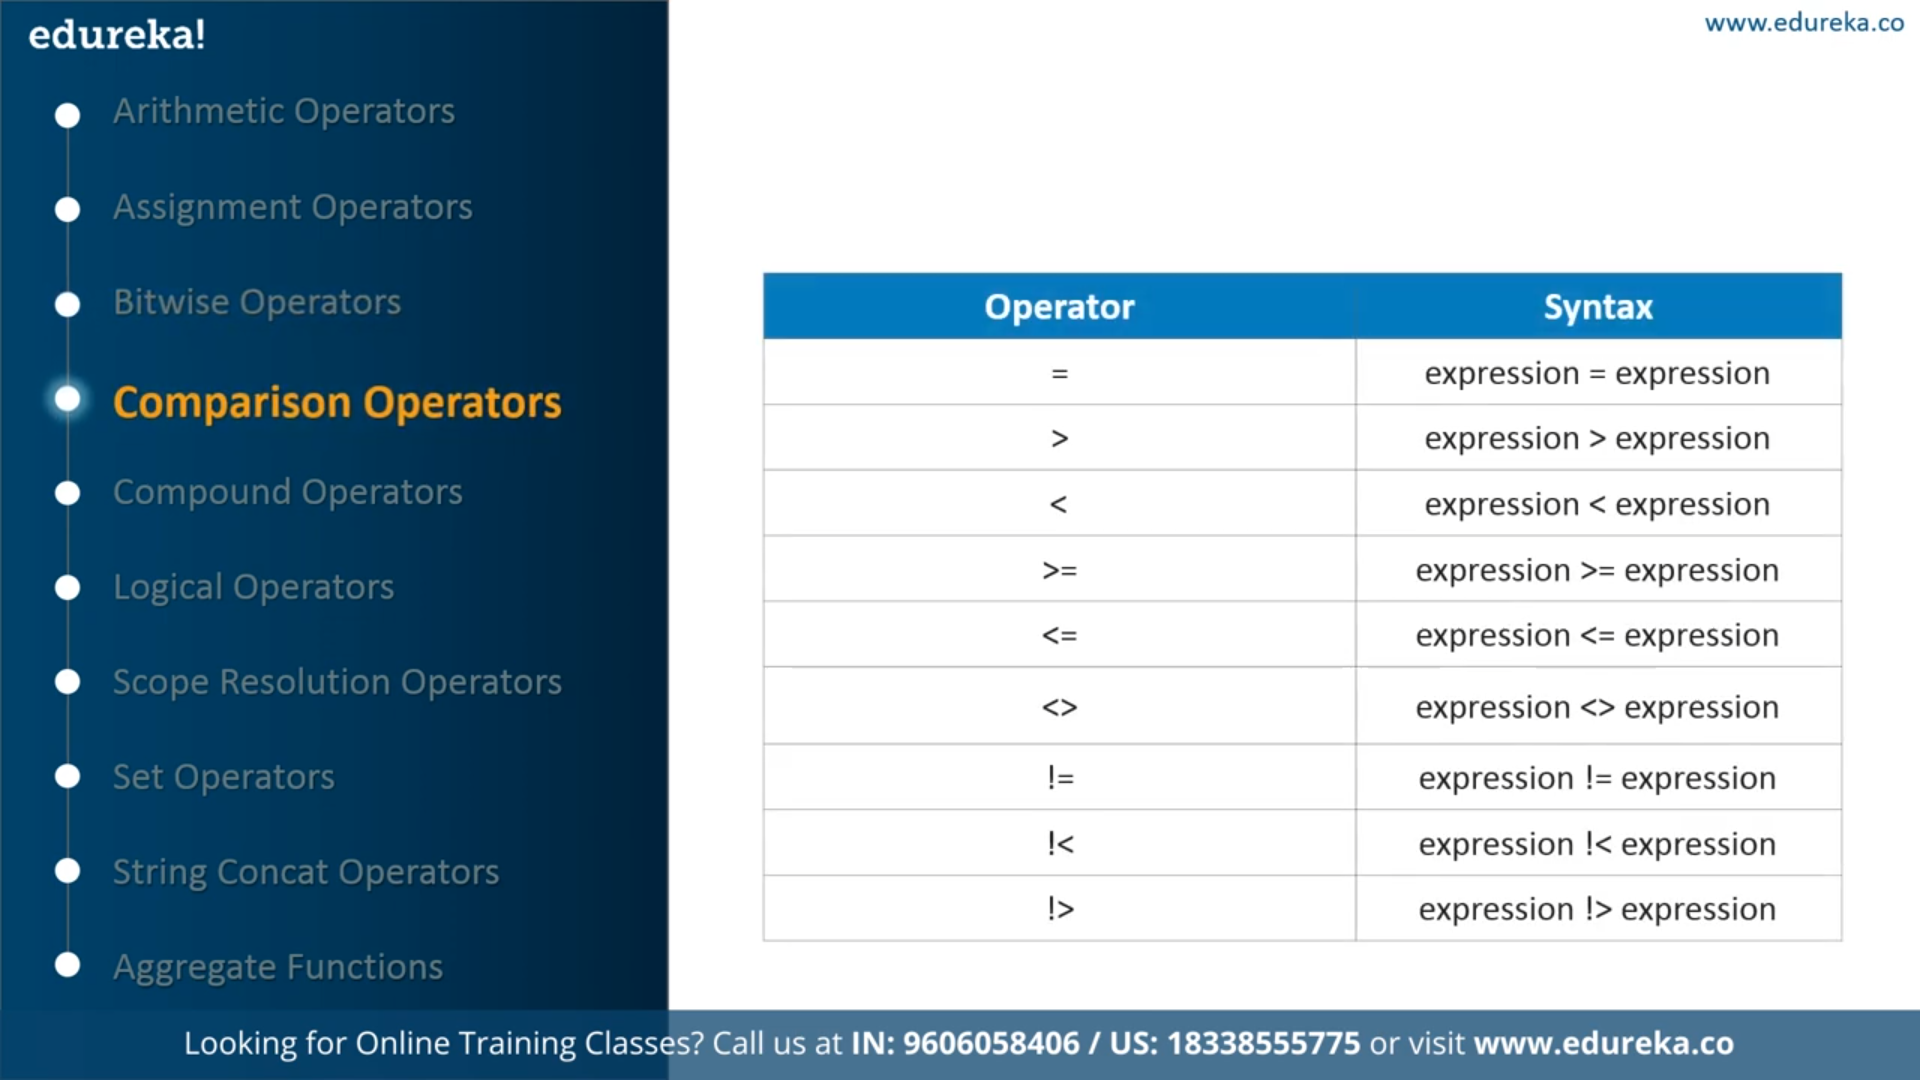 edureka!
www.edureka.co
Arithmetic Operators
Assignment Operators
Bitwise Operators
Comparison Operators
Compound Operators
Logical Operators
Scope Resolution Operators
Set Operators
String Concat Operators
Aggregate Functions
Operator Syntax
= expression = expression
> expression > expression
< expression < expression
>= expression >= expression
<= expression <= expression
<> expression <> expression
!= expression != expression
!< expression !< expression
!> expression !> expression
Looking for Online Training Classes? Call us at IN: 9606058406 / US: 18338555775 or visit www.edureka.co